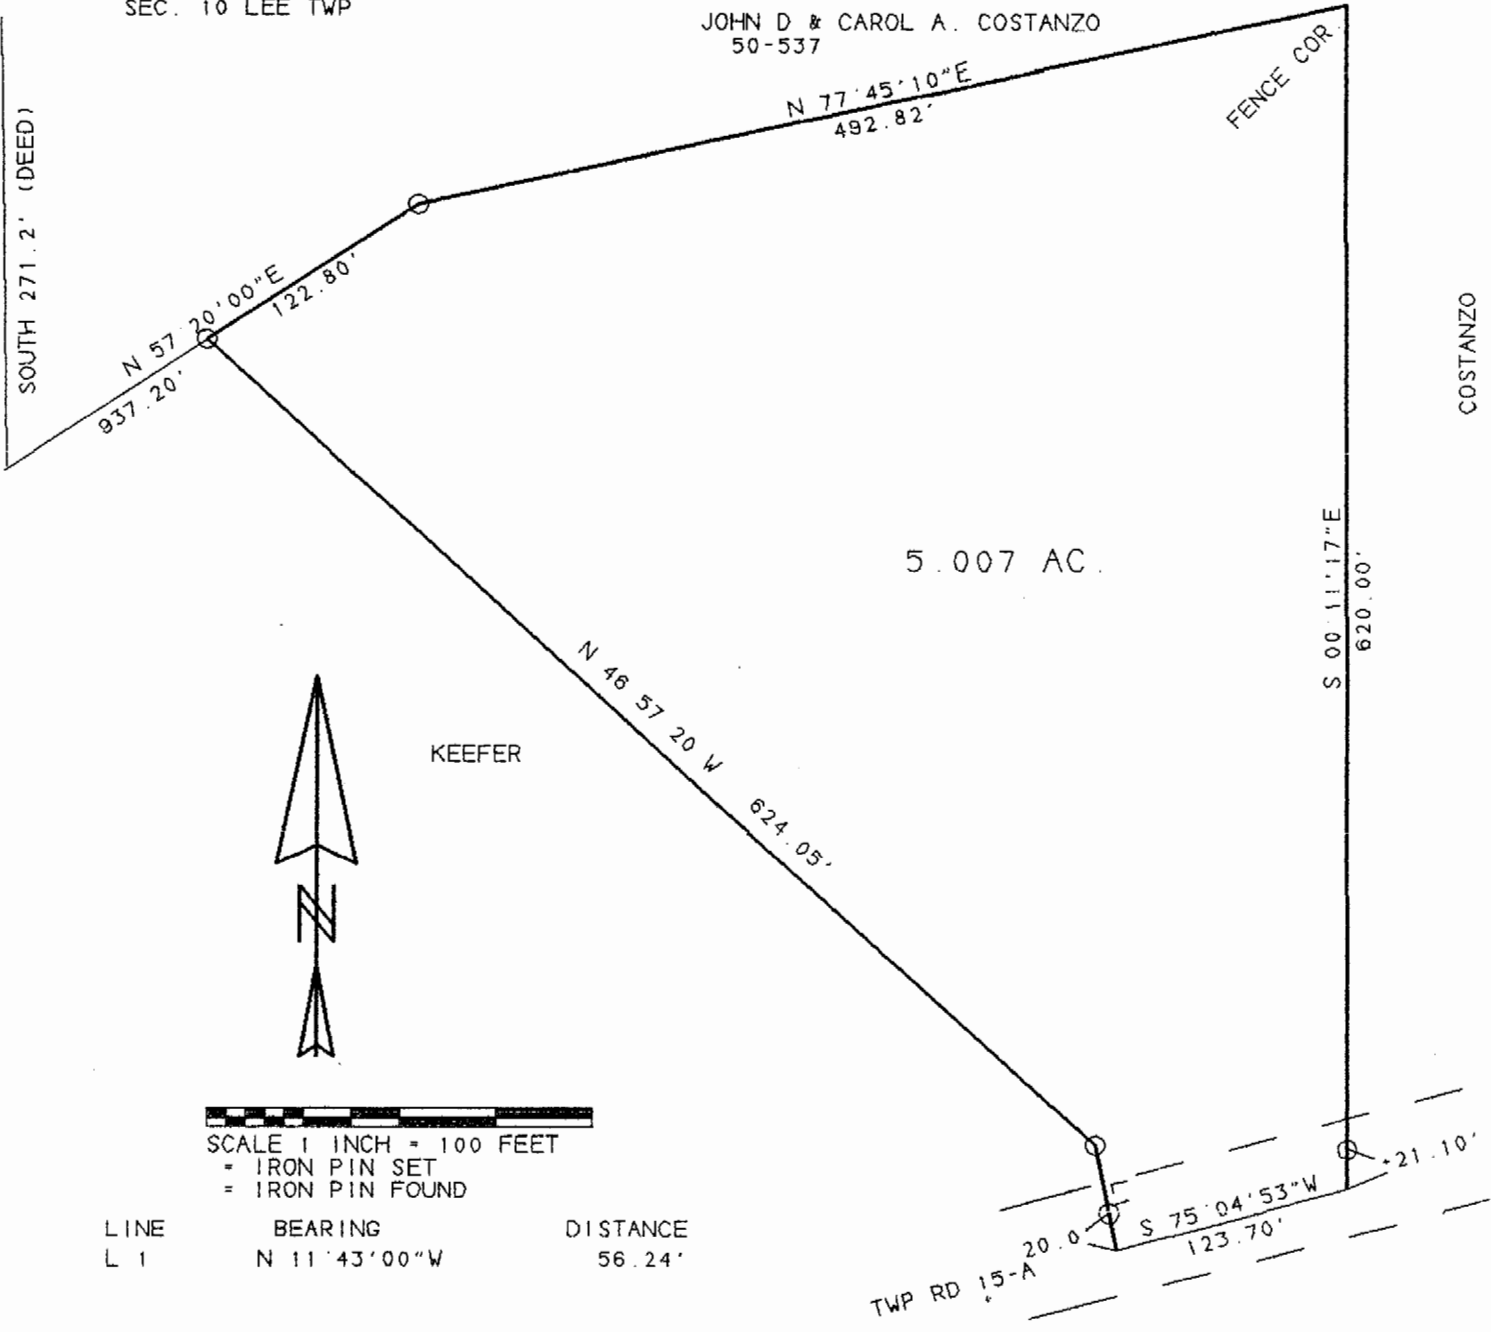 SEC. 10 LEE TWP
JOHN D & CAROL A. COSTANZO
50-537
FENCE COR.
N 77°45'10"E
492.82'
SOUTH 271.2' (DEED)
N 57°20'00"E
122.80'
937.20'
COSTANZO
5.007 AC.
S 00°11'17"E
620.00'
N 46 57 20 W 624.05'
KEEFER
N
SCALE 1 INCH = 100 FEET
= IRON PIN SET
= IRON PIN FOUND
21.10'
S 75°04'53"W
123.70'
20.0
TWP RD 15-A
LINE BEARING DISTANCE
L 1 N 11°43'00"W 56.24'